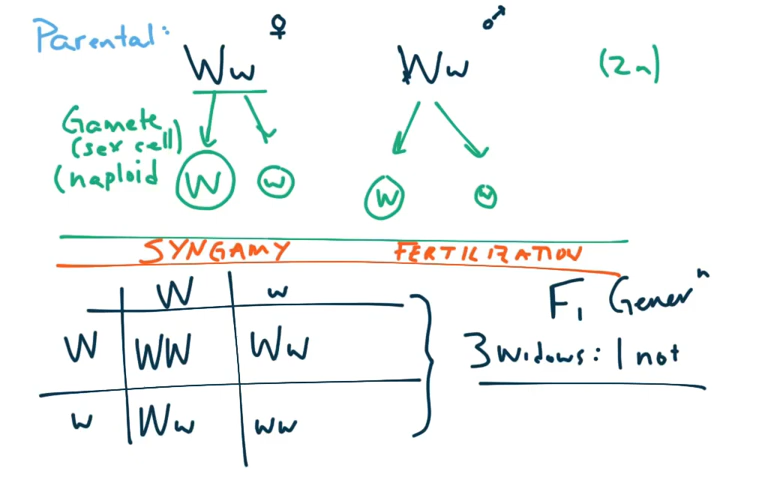 Parental: ♀ ♂
Ww Ww (2n)
Gamete
(sex cell)
(haploid W w W w
SYNGAMY FERTILIZATION
W w
W WW Ww
w Ww ww
F1 Genern
3 Widows: 1 not